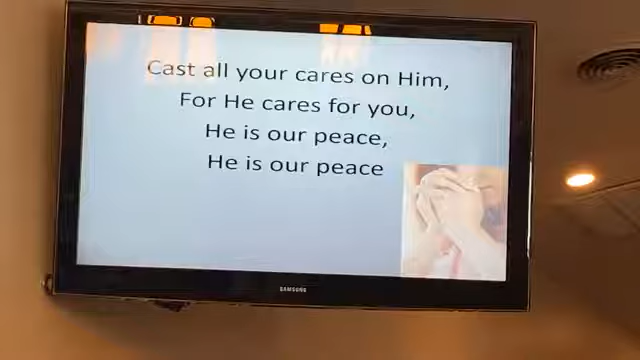 Cast all your cares on Him,
For He cares for you,
He is our peace,
He is our peace
SAMSUNG